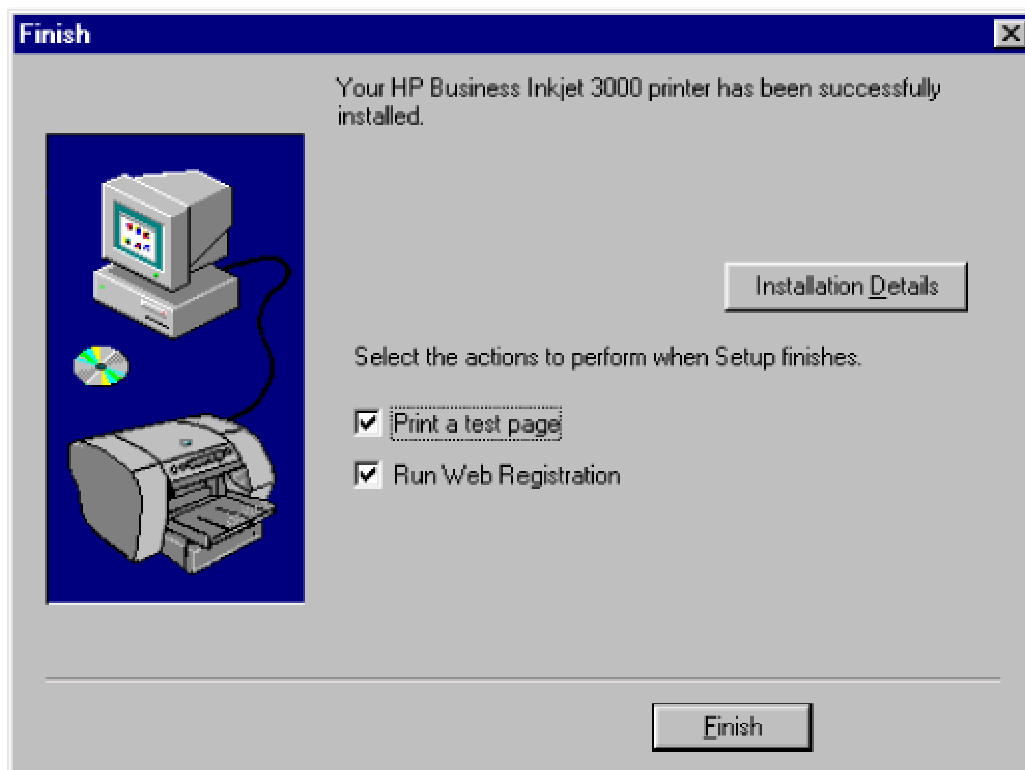 Finish
Your HP Business Inkjet 3000 printer has been successfully
installed.
Installation Details
Select the actions to perform when Setup finishes.
Print a test page
Run Web Registration
Finish